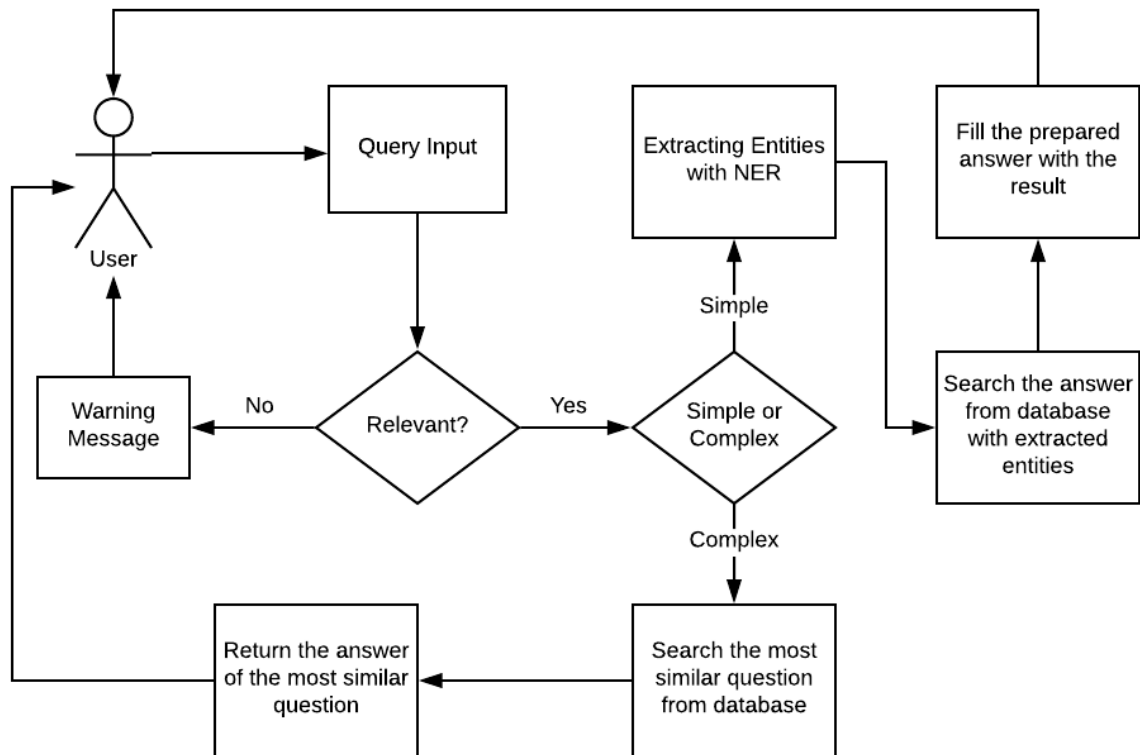 Query Input
Extracting Entities
with NER
Fill the prepared
answer with the
result
User
Simple
Warning
Message
No
Relevant?
Yes
Simple or
Complex
Search the answer
from database
with extracted
entities
Complex
Return the answer
of the most similar
question
Search the most
similar question
from database